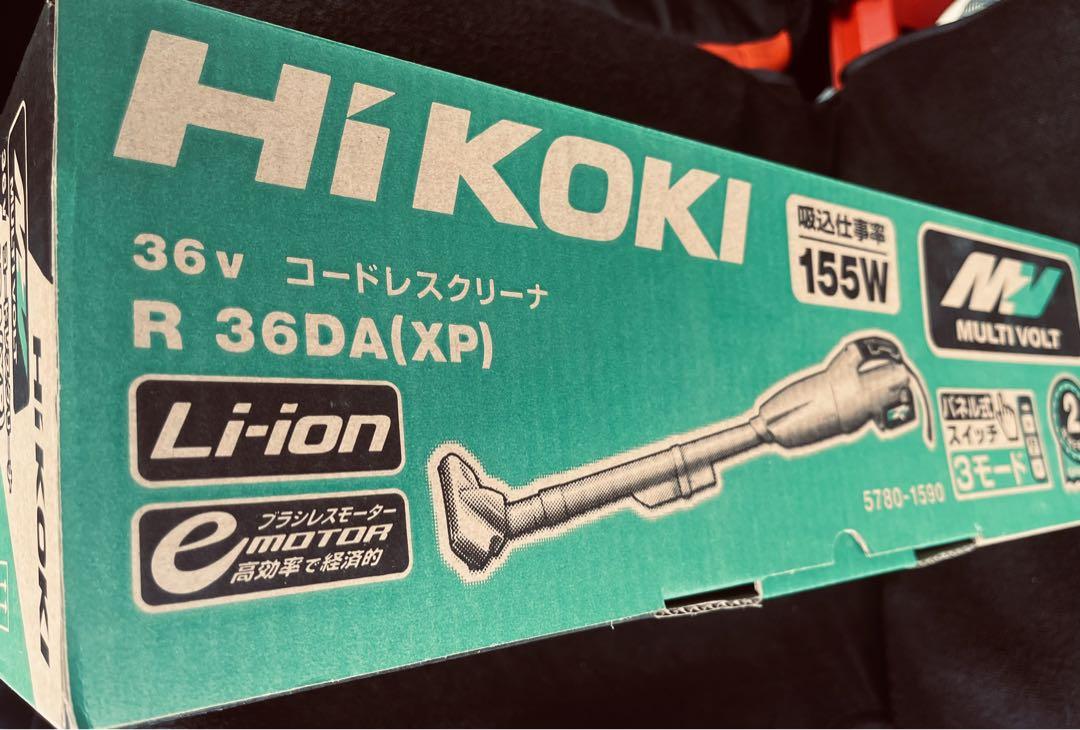 HiKOKI
36v コードレスクリーナ
R 36DA(XP)
Li-ion
ブラシレスモーター
e MOTOR
高効率で経済的
吸込仕事率
155W
MV
MULTI VOLT
パネル式
スイッチ
3モード
5780-1590
2
HiKOKI